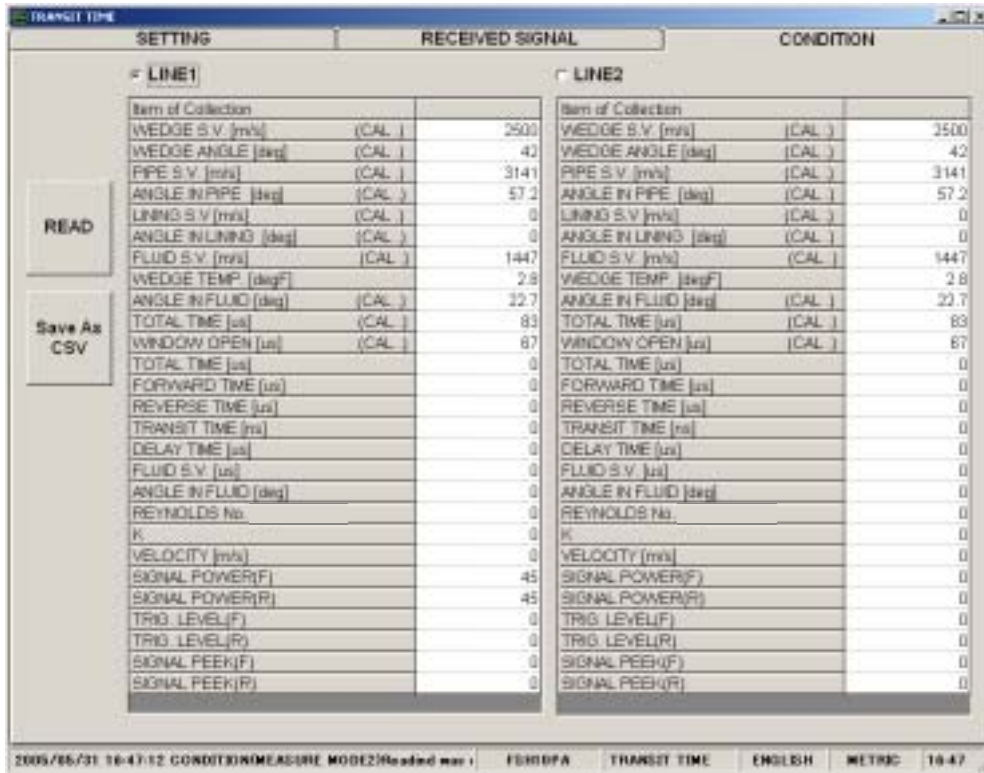 TRANSIT TIME
SETTING RECEIVED SIGNAL CONDITION
LINE1
Item of Collection
WEDGE S.V. [m/s] (CAL.) 2500
WEDGE ANGLE [deg] (CAL.) 42
PIPE S.V. [m/s] (CAL.) 3141
ANGLE IN PIPE [deg] (CAL.) 57.2
LINING S.V [m/s] (CAL.) 0
ANGLE IN LINING [deg] (CAL.) 0
FLUID S.V. [m/s] (CAL.) 1447
WEDGE TEMP. [degF] 2.8
ANGLE IN FLUID [deg] (CAL.) 22.7
TOTAL TIME [us] (CAL.) 83
WINDOW OPEN [us] (CAL.) 67
TOTAL TIME [us] 0
FORWARD TIME [us] 0
REVERSE TIME [us] 0
TRANSIT TIME [ns] 0
DELAY TIME [us] 0
FLUID S.V. [us] 0
ANGLE IN FLUID [deg] 0
REYNOLDS No. 0
K 0
VELOCITY [m/s] 0
SIGNAL POWER(F) 45
SIGNAL POWER(R) 45
TRIG. LEVEL(F) 0
TRIG. LEVEL(R) 0
SIGNAL PEEK(F) 0
SIGNAL PEEK(R) 0
LINE2
Item of Collection
WEDGE S.V. [m/s] (CAL.) 2500
WEDGE ANGLE [deg] (CAL.) 42
PIPE S.V. [m/s] (CAL.) 3141
ANGLE IN PIPE [deg] (CAL.) 57.2
LINING S.V [m/s] (CAL.) 0
ANGLE IN LINING [deg] (CAL.) 0
FLUID S.V. [m/s] (CAL.) 1447
WEDGE TEMP. [degF] 2.8
ANGLE IN FLUID [deg] (CAL.) 22.7
TOTAL TIME [us] (CAL.) 83
WINDOW OPEN [us] (CAL.) 67
TOTAL TIME [us] 0
FORWARD TIME [us] 0
REVERSE TIME [us] 0
TRANSIT TIME [ns] 0
DELAY TIME [us] 0
FLUID S.V. [us] 0
ANGLE IN FLUID [deg] 0
REYNOLDS No. 0
K 0
VELOCITY [m/s] 0
SIGNAL POWER(F) 0
SIGNAL POWER(R) 0
TRIG. LEVEL(F) 0
TRIG. LEVEL(R) 0
SIGNAL PEEK(F) 0
SIGNAL PEEK(R) 0
READ
Save As
CSV
2005/05/31 16:47:12 CONDITION(MEASURE MODE2)Readind was TRANSIT TIME ENGLISH METRIC 16:47